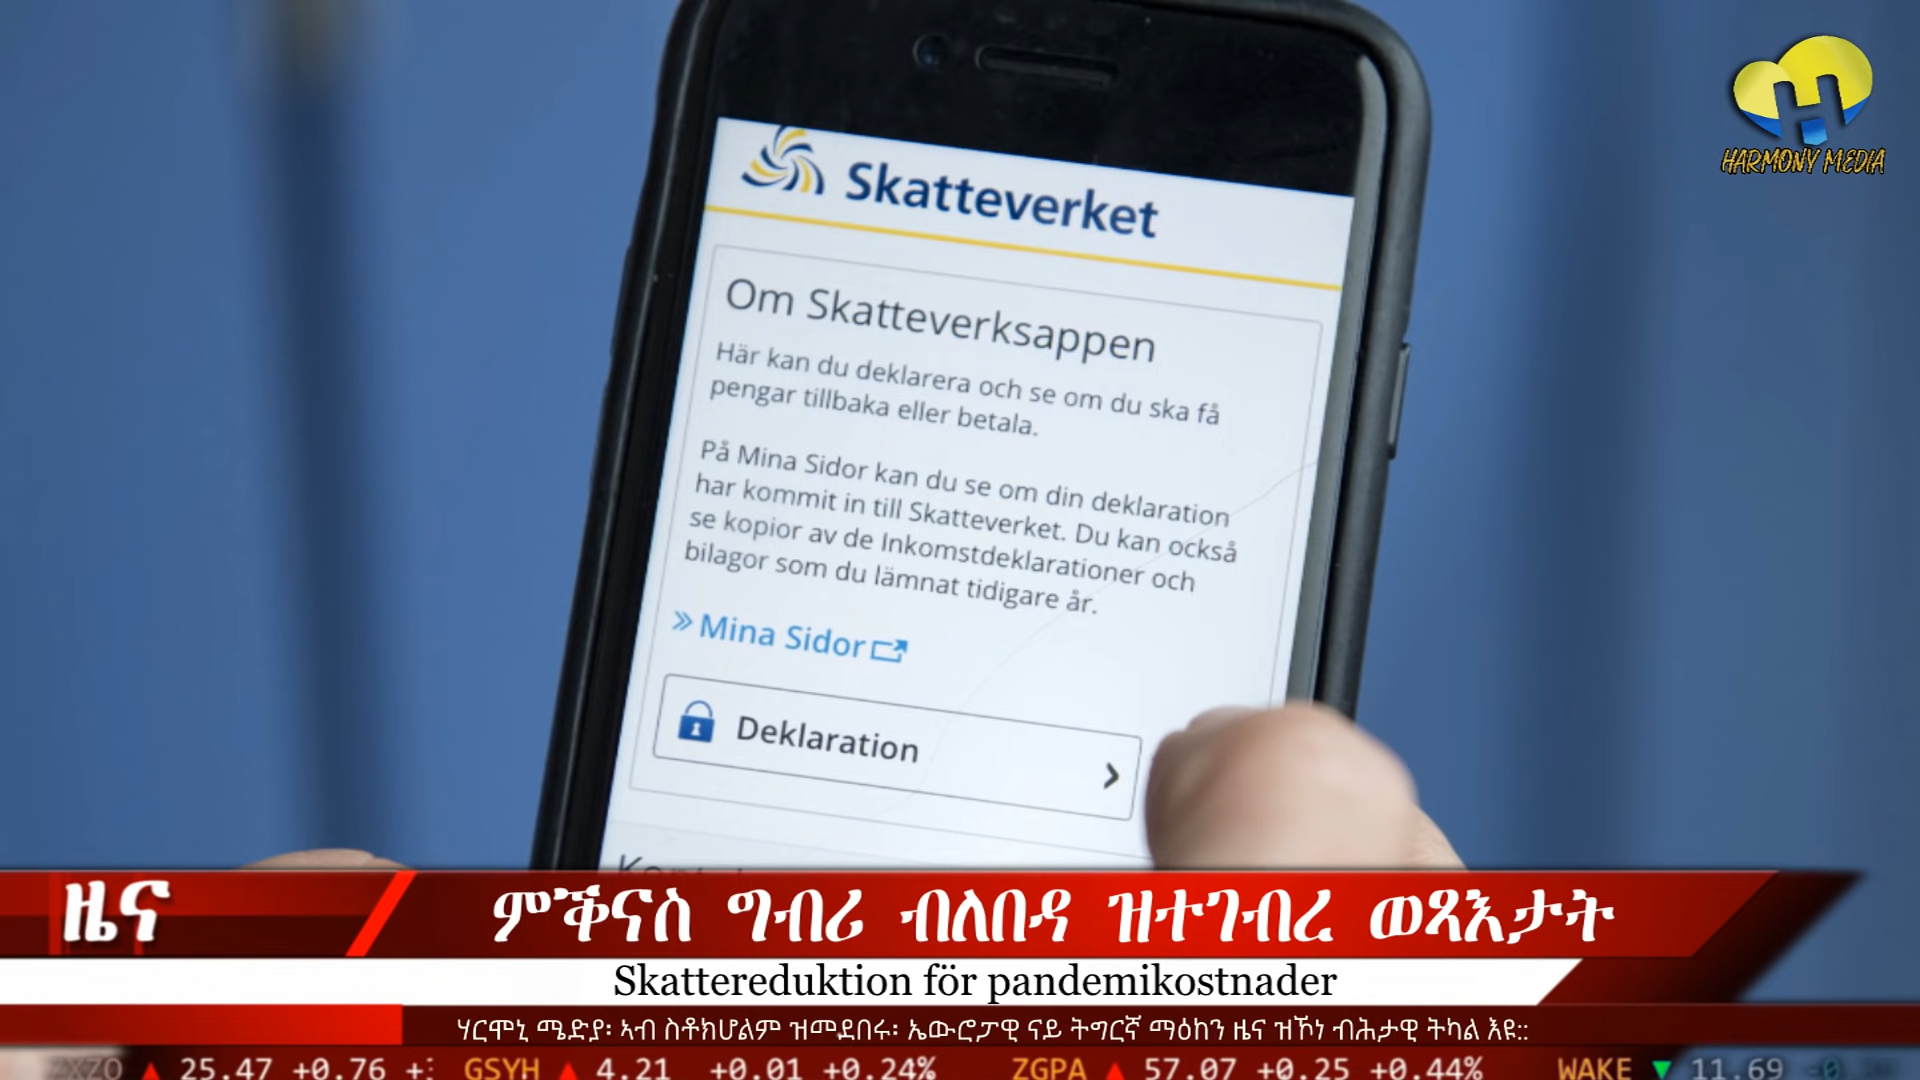 HARMONY MEDIA
Skatteverket
Om Skatteverksappen
Här kan du deklarera och se om du ska få
pengar tillbaka eller betala.
På Mina Sidor kan du se om din deklaration
har kommit in till Skatteverket. Du kan också
se kopior av de Inkomstdeklarationer och
bilagor som du lämnat tidigare år.
» Mina Sidor
Deklaration
ዜና
ምቕናስ ግብሪ ብለበዳ ዝተገብረ ወጻእታት
Skattereduktion för pandemikostnader
ሃርሞኒ ሜድያ፡ ኣብ ስቶክሆልም ዝመደበሩ፡ ኤውሮፓዊ ናይ ትግርኛ ማዕከን ዜና ዝኾነ ብሕታዊ ትካል እዩ::
ZXZO ▲ 25.47 +0.76 GSYH ▲ 4.21 +0.01 +0.24% ZGPA ▲ 57.07 +0.25 +0.44% WAKE ▼ 11.69